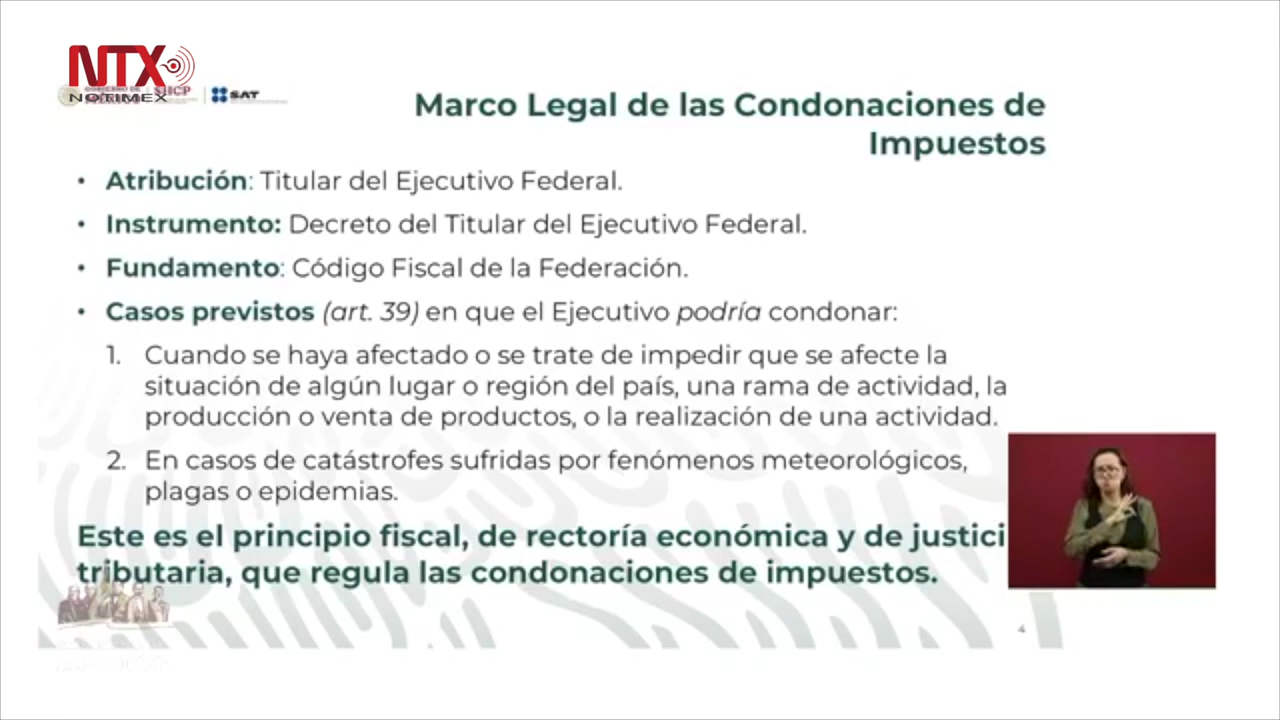 NTX
NOTIMEX
SHCP
SAT
Marco Legal de las Condonaciones de
Impuestos
• Atribución: Titular del Ejecutivo Federal.
• Instrumento: Decreto del Titular del Ejecutivo Federal.
• Fundamento: Código Fiscal de la Federación.
• Casos previstos (art. 39) en que el Ejecutivo podría condonar:
1. Cuando se haya afectado o se trate de impedir que se afecte la
situación de algún lugar o región del país, una rama de actividad, la
producción o venta de productos, o la realización de una actividad.
2. En casos de catástrofes sufridas por fenómenos meteorológicos,
plagas o epidemias.
Este es el principio fiscal, de rectoría económica y de justici
tributaria, que regula las condonaciones de impuestos.
4